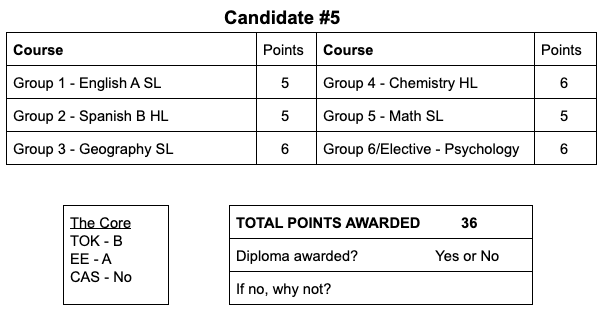 Candidate #5
Course Points Course Points
Group 1 - English A SL 5 Group 4 - Chemistry HL 6
Group 2 - Spanish B HL 5 Group 5 - Math SL 5
Group 3 - Geography SL 6 Group 6/Elective - Psychology 6
The Core
TOK - B
EE - A
CAS - No
TOTAL POINTS AWARDED 36
Diploma awarded? Yes or No
If no, why not?